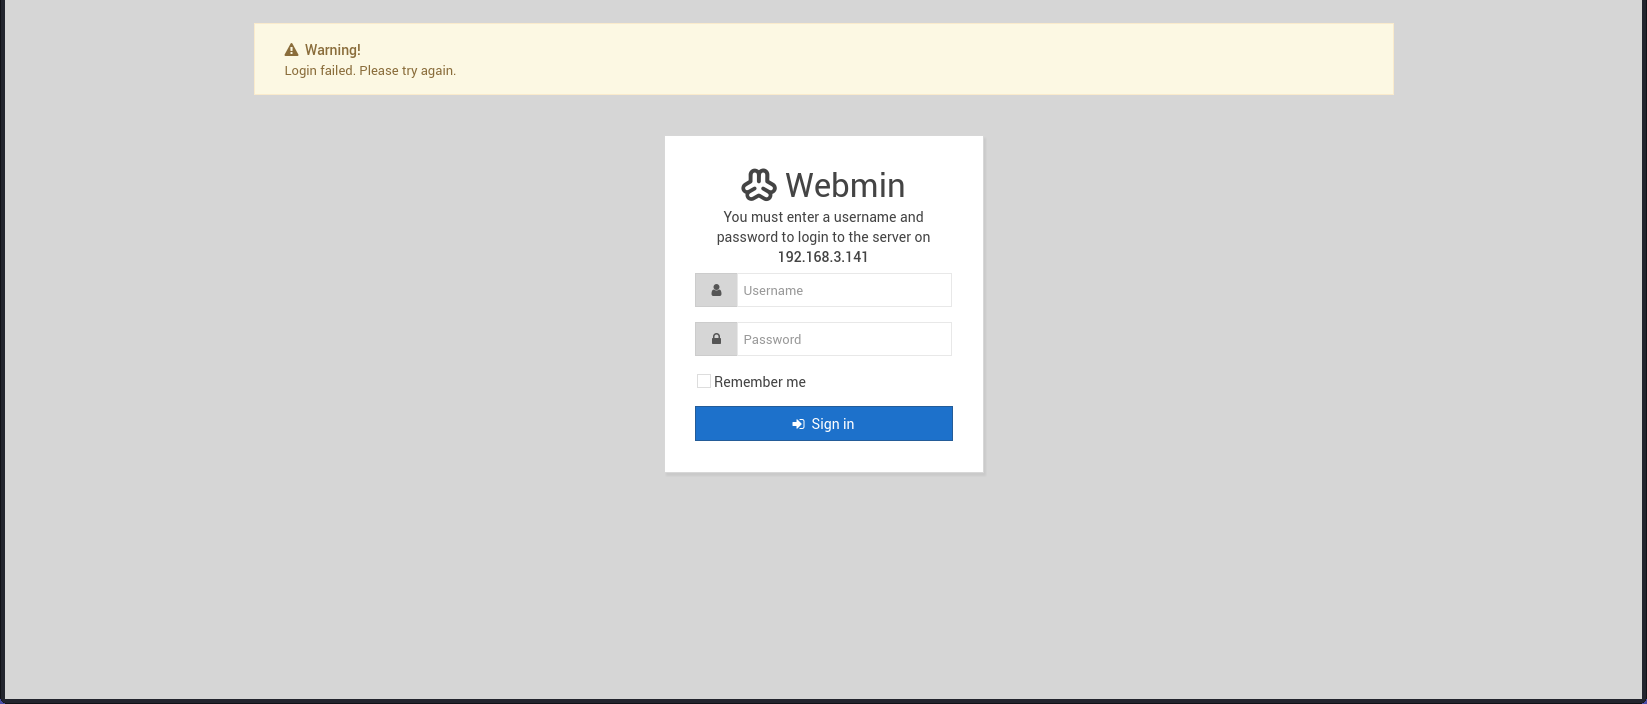 Warning!
Login failed. Please try again.
Webmin
You must enter a username and
password to login to the server on
192.168.3.141
Username
Password
Remember me
Sign in